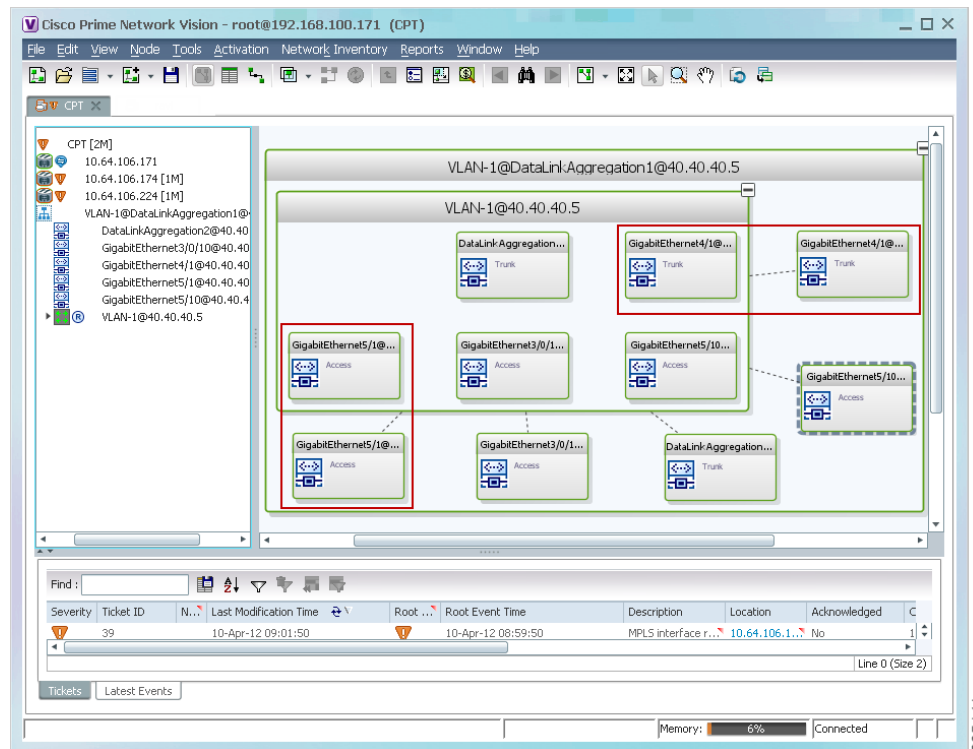 Cisco Prime Network Vision - root@192.168.100.171 (CPT)
File Edit View Node Tools Activation Network Inventory Reports Window Help
CPT
CPT [2M]
10.64.106.171
10.64.106.174 [1M]
10.64.106.224 [1M]
VLAN-1@DataLinkAggregation1@
DataLinkAggregation2@40.40
GigabitEthernet3/0/10@40.40
GigabitEthernet4/1@40.40.40
GigabitEthernet5/1@40.40.40
GigabitEthernet5/10@40.40.4
R VLAN-1@40.40.40.5
VLAN-1@DataLinkAggregation1@40.40.40.5
VLAN-1@40.40.40.5
DataLinkAggregation...
Trunk
GigabitEthernet4/1@...
Trunk
GigabitEthernet4/1@...
Trunk
GigabitEthernet5/1@...
Access
GigabitEthernet3/0/1...
Access
GigabitEthernet5/10...
Access
GigabitEthernet5/10...
Access
GigabitEthernet5/1@...
Access
GigabitEthernet3/0/1...
Access
DataLinkAggregation...
Trunk
Find :
Severity Ticket ID N... Last Modification Time Root ... Root Event Time Description Location Acknowledged C
39 10-Apr-12 09:01:50 10-Apr-12 08:59:50 MPLS interface r... 10.64.106.1... No 1
Line 0 (Size 2)
Tickets Latest Events
Memory: 6% Connected